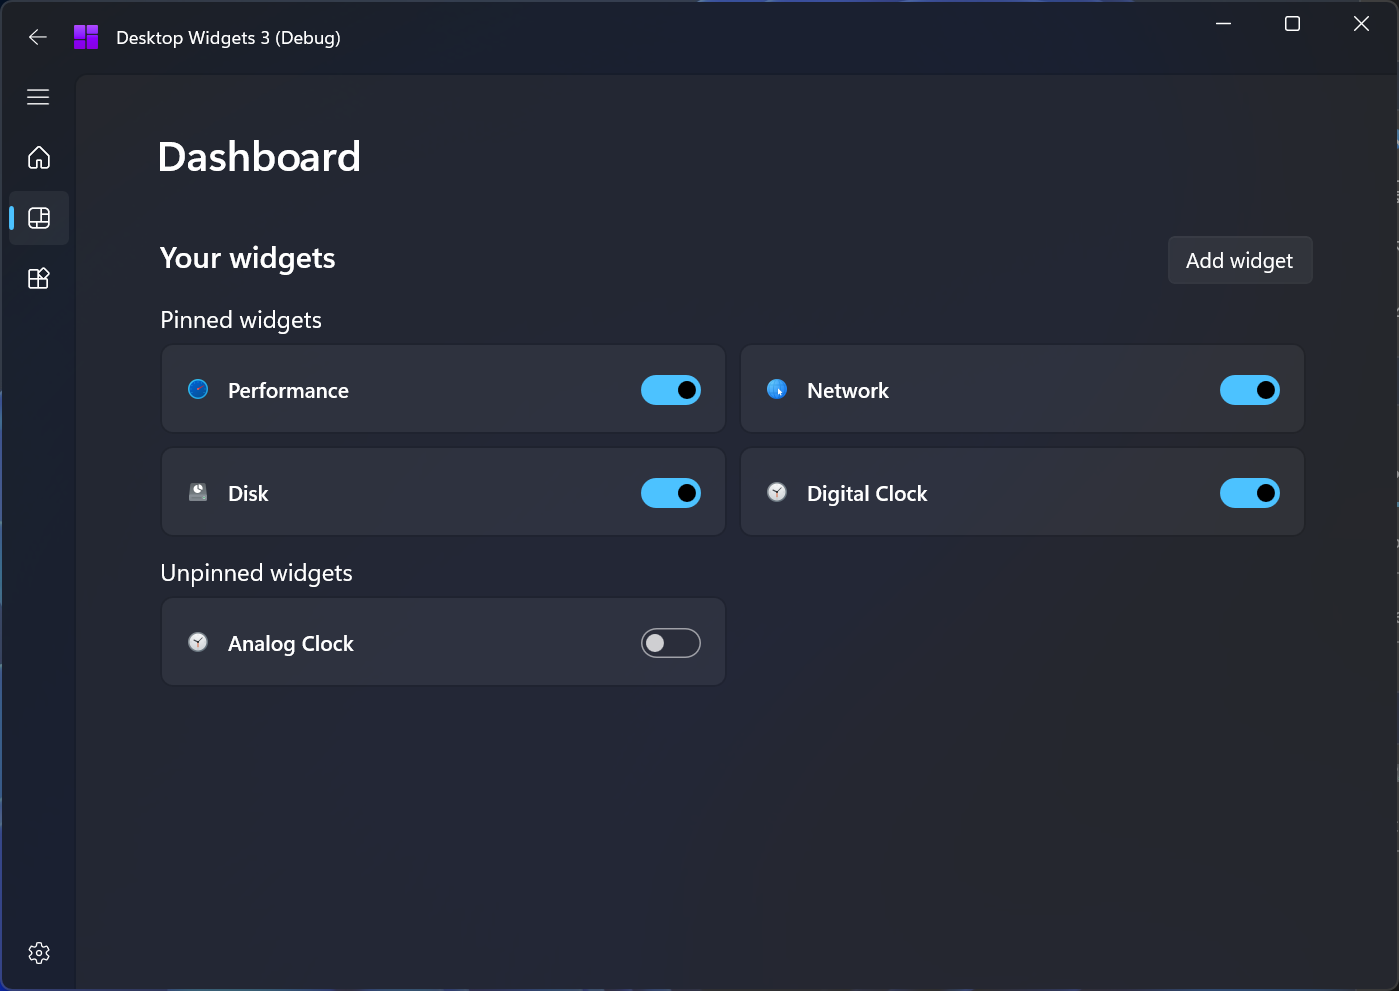 Desktop Widgets 3 (Debug)
Dashboard
Your widgets
Add widget
Pinned widgets
Performance
Network
Disk
Digital Clock
Unpinned widgets
Analog Clock